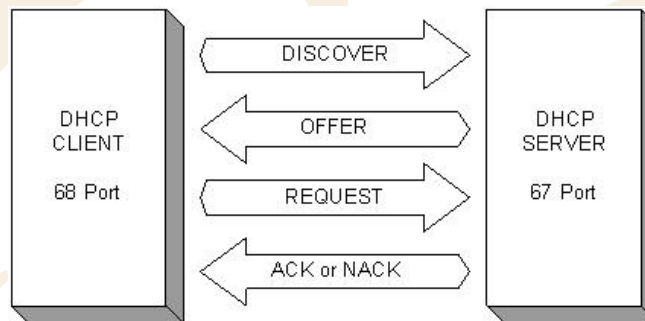 DHCP
CLIENT
68 Port
DISCOVER
OFFER
REQUEST
ACK or NACK
DHCP
SERVER
67 Port